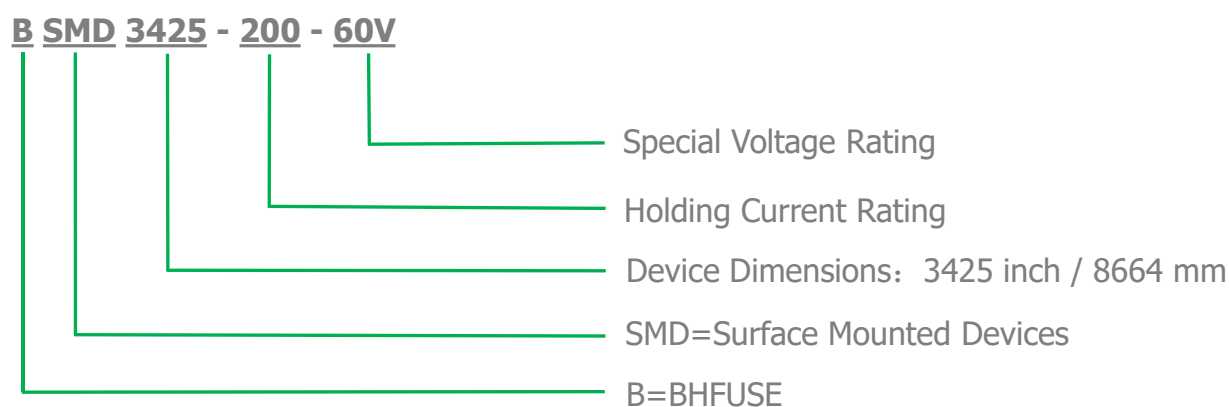 B SMD 3425 - 200 - 60V
Special Voltage Rating
Holding Current Rating
Device Dimensions：3425 inch / 8664 mm
SMD=Surface Mounted Devices
B=BHFUSE